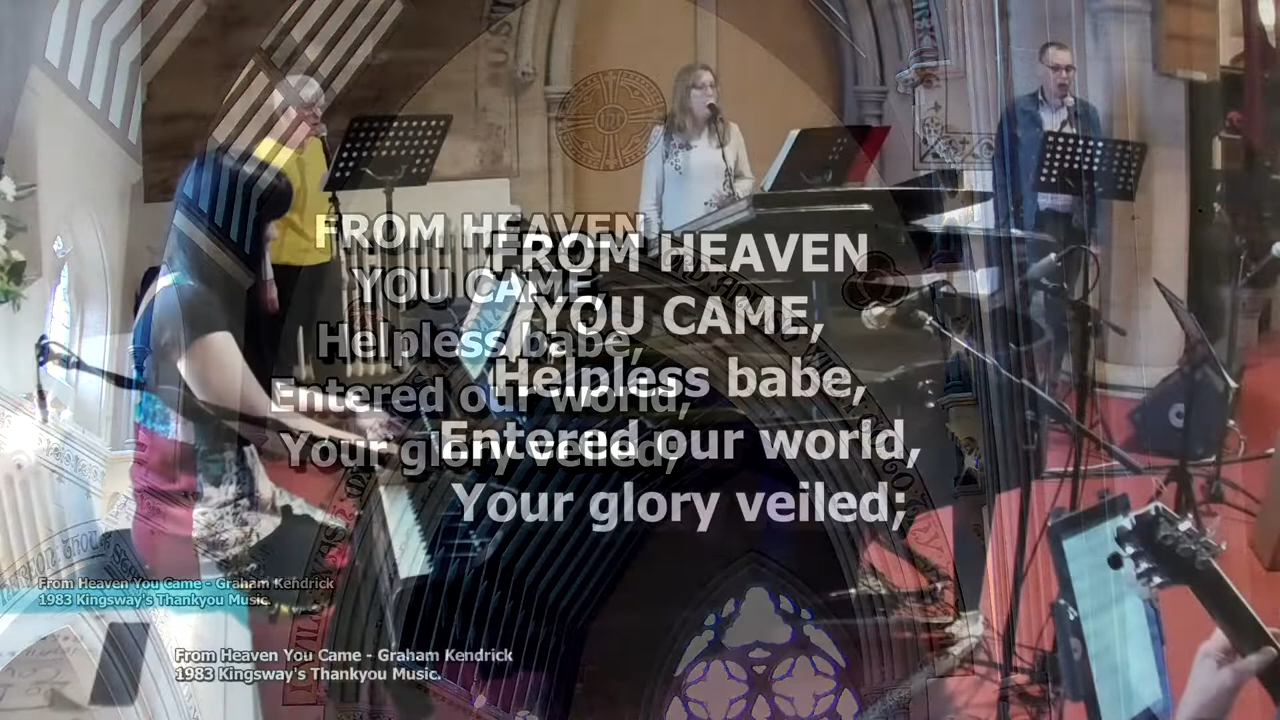 FROM HEAVEN
YOU CAME,
Helpless babe,
Entered our world,
Your glory veiled;
FROM HEAVEN
YOU CAME,
Helpless babe,
Entered our world,
Your glory veiled;
From Heaven You Came - Graham Kendrick
1983 Kingsway's Thankyou Music.
From Heaven You Came - Graham Kendrick
1983 Kingsway's Thankyou Music.